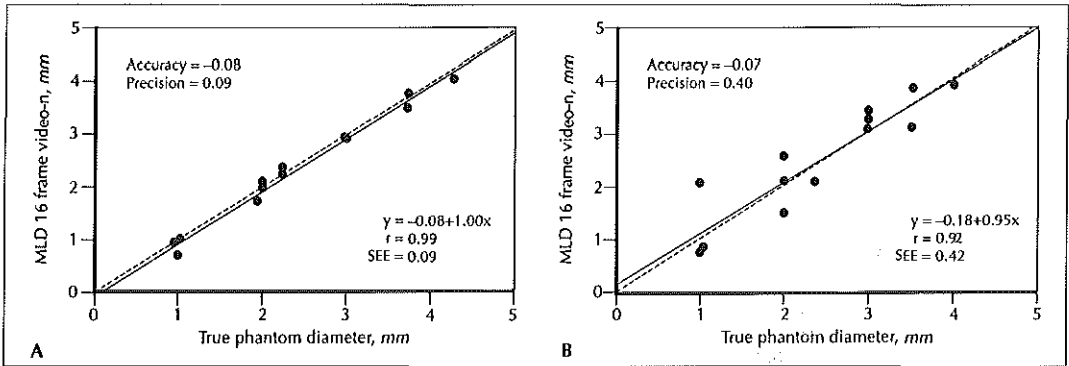 5
4
3
2
1
0
MLD 16 frame video-n, mm
Accuracy = –0.08
Precision = 0.09
y = –0.08+1.00x
r = 0.99
SEE = 0.09
0 1 2 3 4 5
True phantom diameter, mm
A
5
4
3
2
1
0
MLD 16 frame video-n, mm
Accuracy = –0.07
Precision = 0.40
y = –0.18+0.95x
r = 0.92
SEE = 0.42
0 1 2 3 4 5
True phantom diameter, mm
B